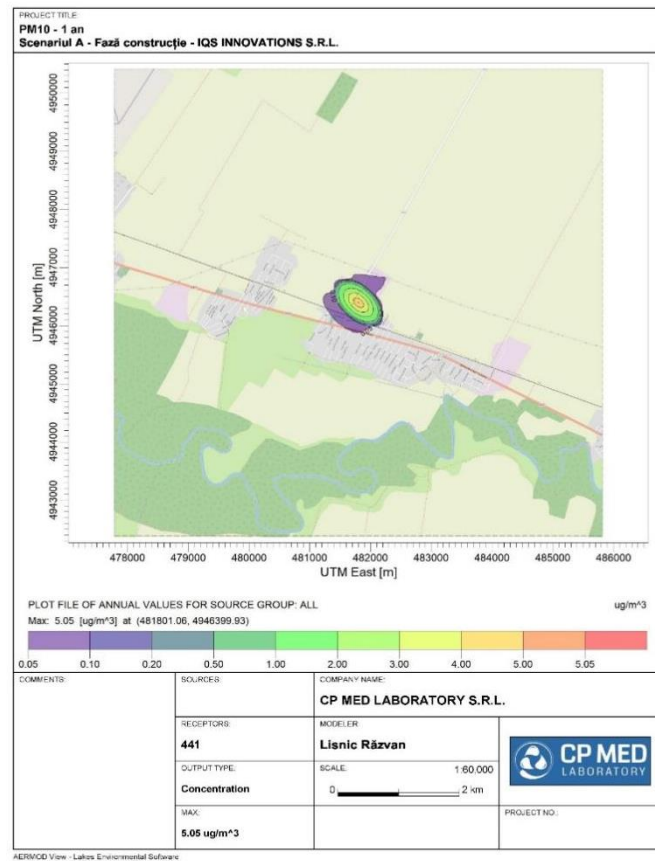 PROJECT TITLE:
PM10 - 1 an
Scenariul A - Fază construcție - IQS INNOVATIONS S.R.L.
UTM North [m]
4950000
4949000
4948000
4947000
4946000
4945000
4944000
4943000
478000 479000 480000 481000 482000 483000 484000 485000 486000
UTM East [m]
PLOT FILE OF ANNUAL VALUES FOR SOURCE GROUP: ALL
ug/m^3
Max: 5.05 [ug/m^3] at (481801.06, 4946399.93)
0.05 0.10 0.20 0.50 1.00 2.00 3.00 4.00 5.00 5.05
COMMENTS:
SOURCES:
COMPANY NAME:
CP MED LABORATORY S.R.L.
RECEPTORS:
441
MODELER:
Lisnic Răzvan
OUTPUT TYPE:
Concentration
SCALE:
1:60,000
0
2 km
CP MED
LABORATORY
MAX:
5.05 ug/m^3
PROJECT NO.:
AERMOD View - Lakes Environmental Software